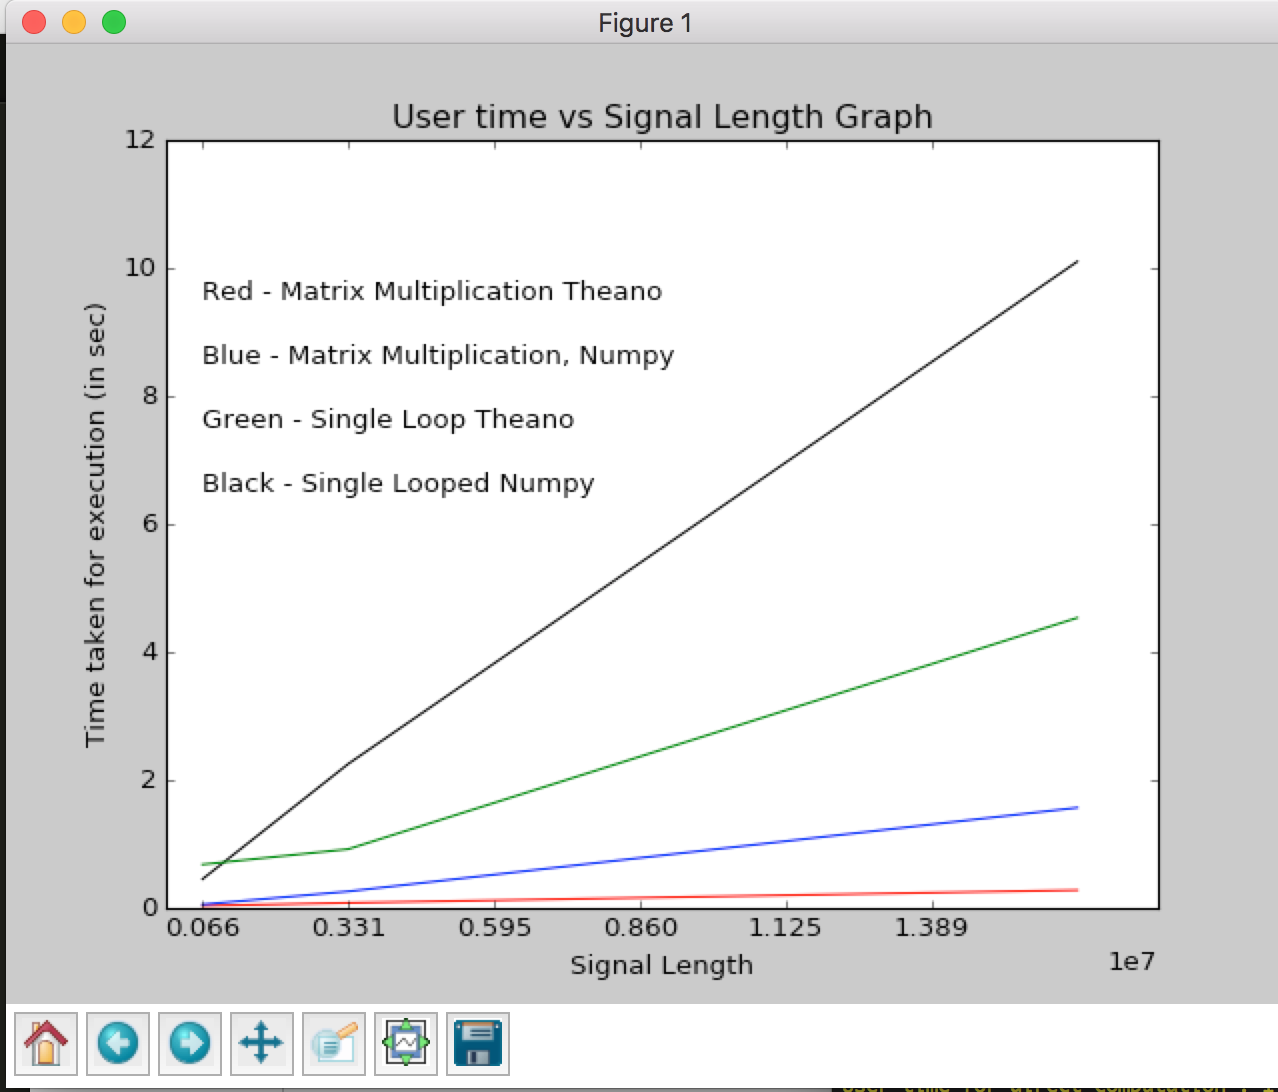 Figure 1
User time vs Signal Length Graph
12
10
8
6
4
2
0
Time taken for execution (in sec)
Red - Matrix Multiplication Theano
Blue - Matrix Multiplication, Numpy
Green - Single Loop Theano
Black - Single Looped Numpy
0.066 0.331 0.595 0.860 1.125 1.389
1e7
Signal Length